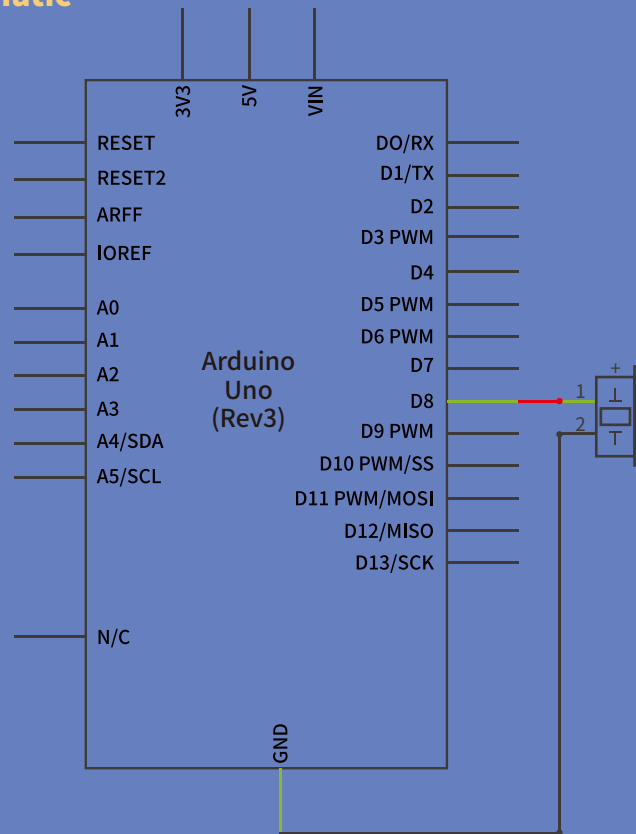 3V3
5V
VIN
RESET
RESET2
ARFF
IOREF
A0
A1
A2
A3
A4/SDA
A5/SCL
N/C
Arduino
Uno
(Rev3)
DO/RX
D1/TX
D2
D3 PWM
D4
D5 PWM
D6 PWM
D7
D8
D9 PWM
D10 PWM/SS
D11 PWM/MOSI
D12/MISO
D13/SCK
GND
+
1
2